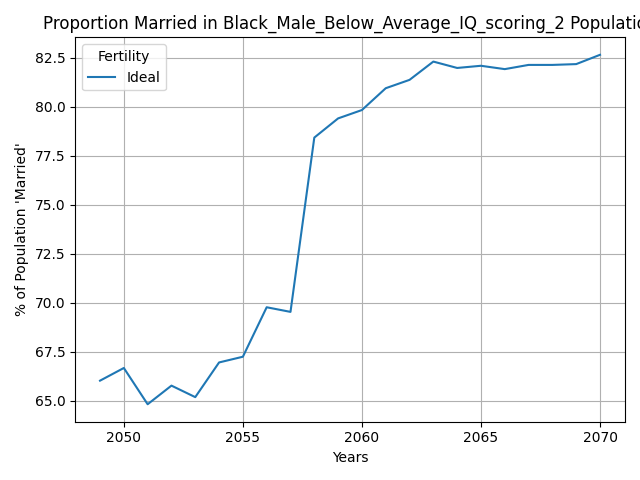 Proportion Married in Black_Male_Below_Average_IQ_scoring_2 Populatio
Fertility
Ideal
% of Population 'Married'
82.5
80.0
77.5
75.0
72.5
70.0
67.5
65.0
2050 2055 2060 2065 2070
Years